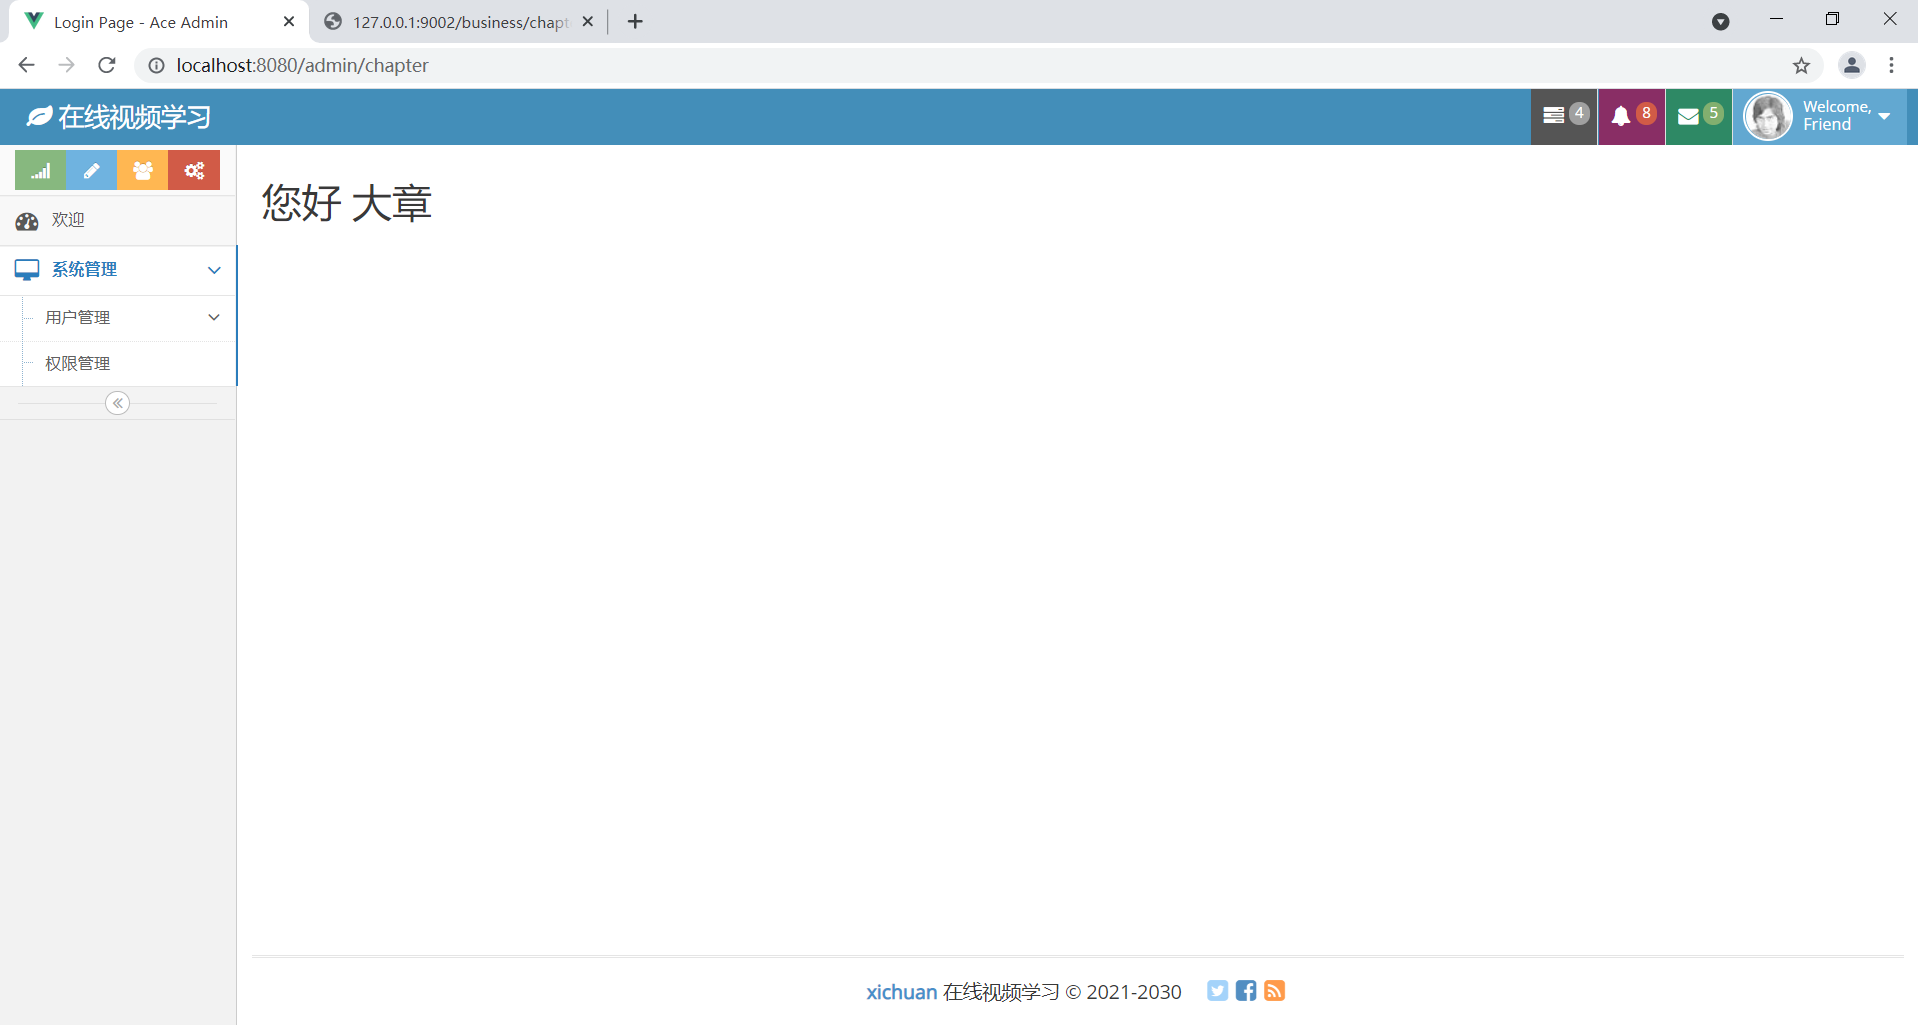 Login Page - Ace Admin
127.0.0.1:9002/business/chapt
localhost:8080/admin/chapter
在线视频学习
4
8
5
Welcome,
Friend
您好 大章
欢迎
系统管理
用户管理
权限管理
xichuan 在线视频学习 © 2021-2030